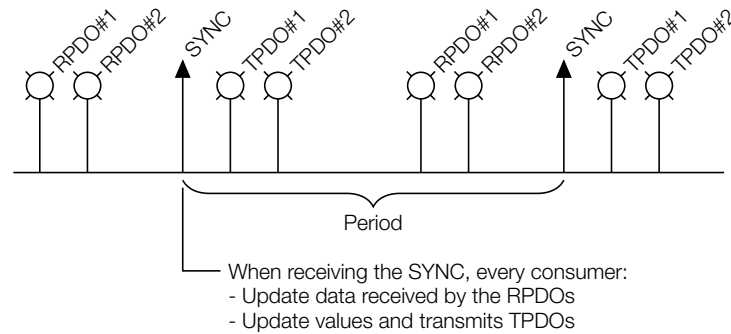 RPDO#1
RPDO#2
SYNC
TPDO#1
TPDO#2
RPDO#1
RPDO#2
SYNC
TPDO#1
TPDO#2
Period
When receiving the SYNC, every consumer:
- Update data received by the RPDOs
- Update values and transmits TPDOs